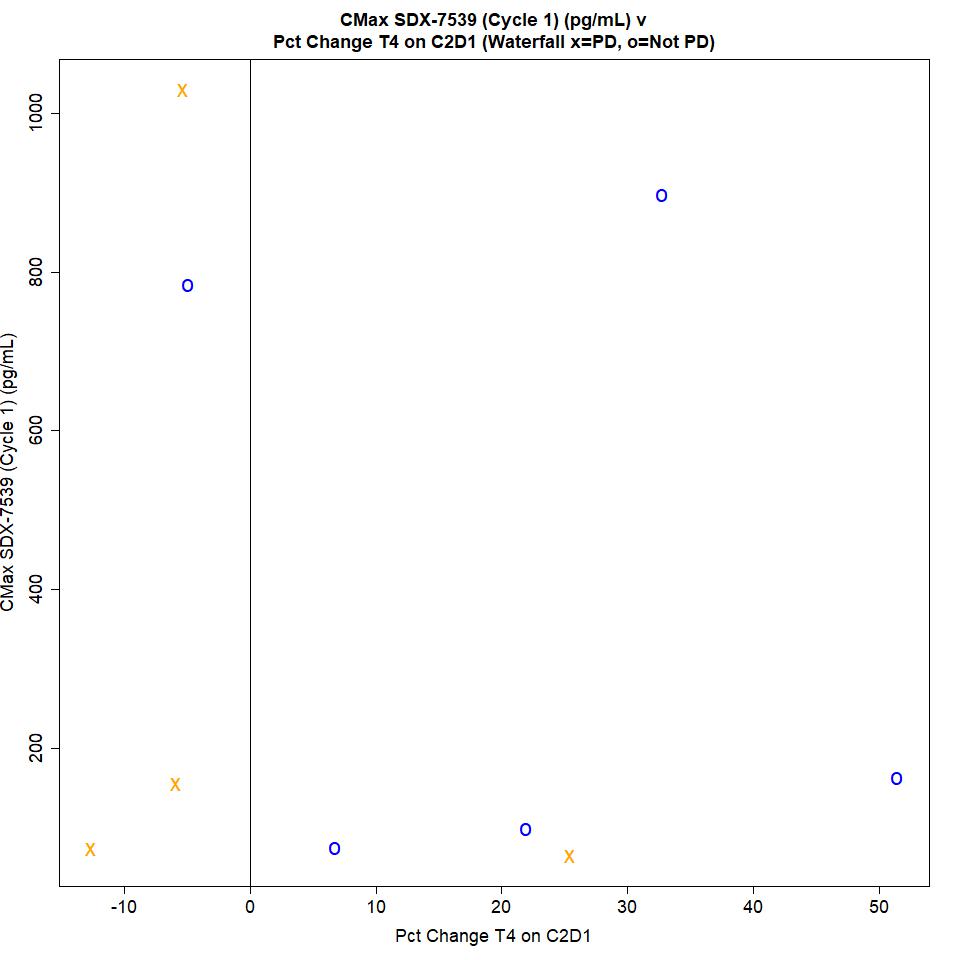 CMax SDX-7539 (Cycle 1) (pg/mL) v
Pct Change T4 on C2D1 (Waterfall x=PD, o=Not PD)
CMax SDX-7539 (Cycle 1) (pg/mL)
1000
800
600
400
200
X
O
O
X
O
X
O
O
X
-10
0
10
20
30
40
50
Pct Change T4 on C2D1